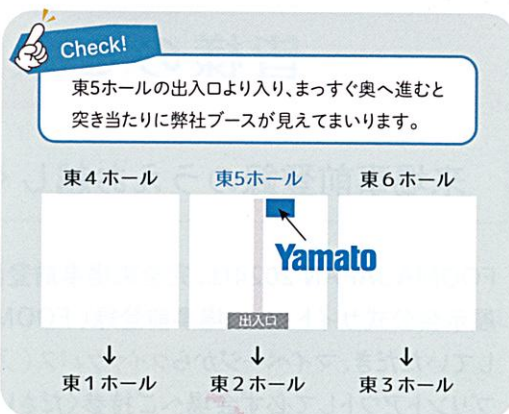 Check!
東5ホールの出入口より入り、まっすぐ奥へ進むと
突き当たりに弊社ブースが見えてまいります。
東4ホール
東5ホール
東6ホール
Yamato
出入口
↓
↓
↓
東1ホール
東2ホール
東3ホール